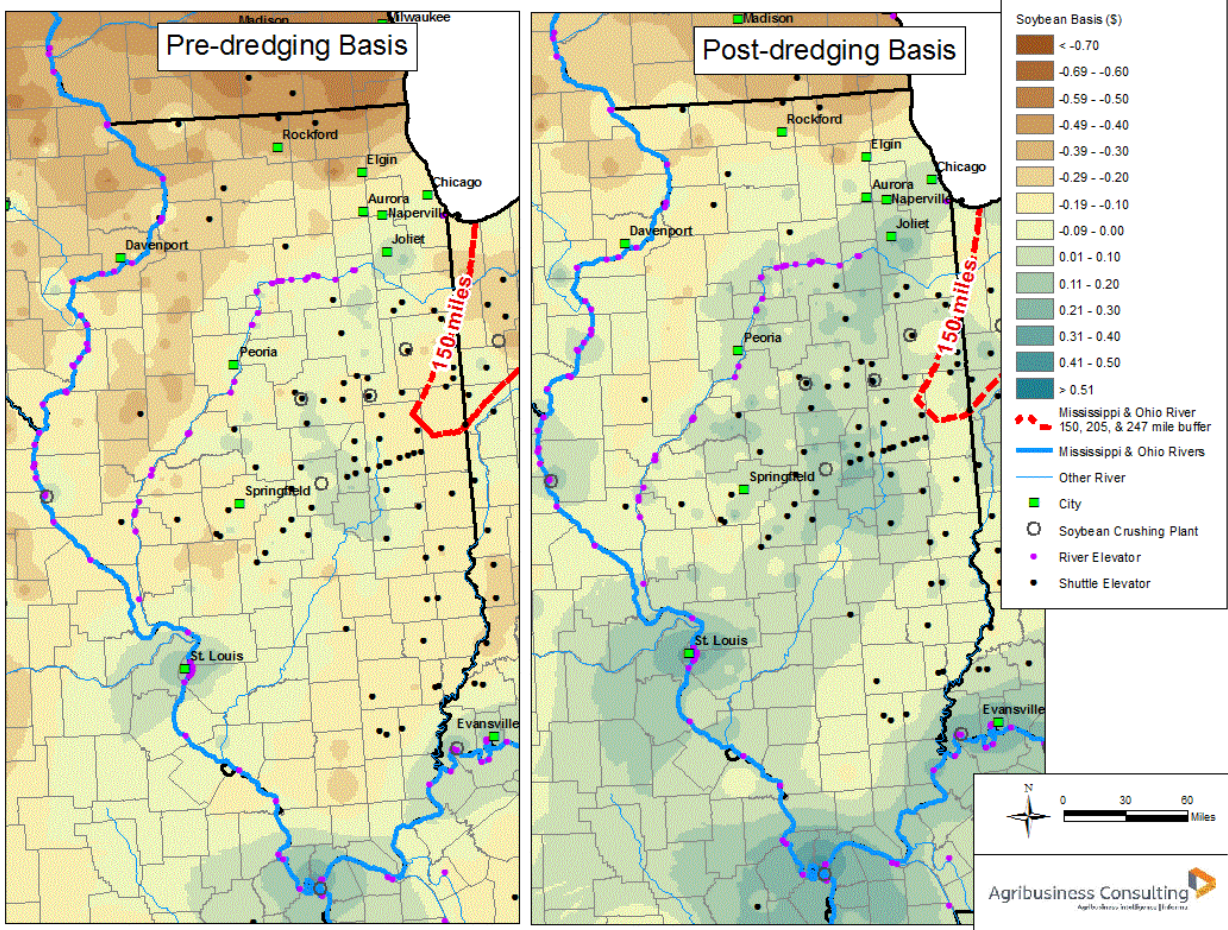 Pre-dredging Basis
Madison
Milwaukee
Rockford
Elgin
Chicago
Aurora
Naperville
Joliet
Davenport
150 miles
Peoria
Springfield
St. Louis
Evansville
Post-dredging Basis
Madison
Rockford
Elgin
Chicago
Aurora
Naperville
Joliet
Davenport
150 miles
Peoria
Springfield
St. Louis
Evansville
Soybean Basis ($)
< -0.70
-0.69 - -0.60
-0.59 - -0.50
-0.49 - -0.40
-0.39 - -0.30
-0.29 - -0.20
-0.19 - -0.10
-0.09 - 0.00
0.01 - 0.10
0.11 - 0.20
0.21 - 0.30
0.31 - 0.40
0.41 - 0.50
> 0.51
Mississippi & Ohio River
150, 205, & 247 mile buffer
Mississippi & Ohio Rivers
Other River
City
Soybean Crushing Plant
River Elevator
Shuttle Elevator
N
0 30 60
Miles
Agribusiness Consulting
Agribusiness Intelligence | Informa